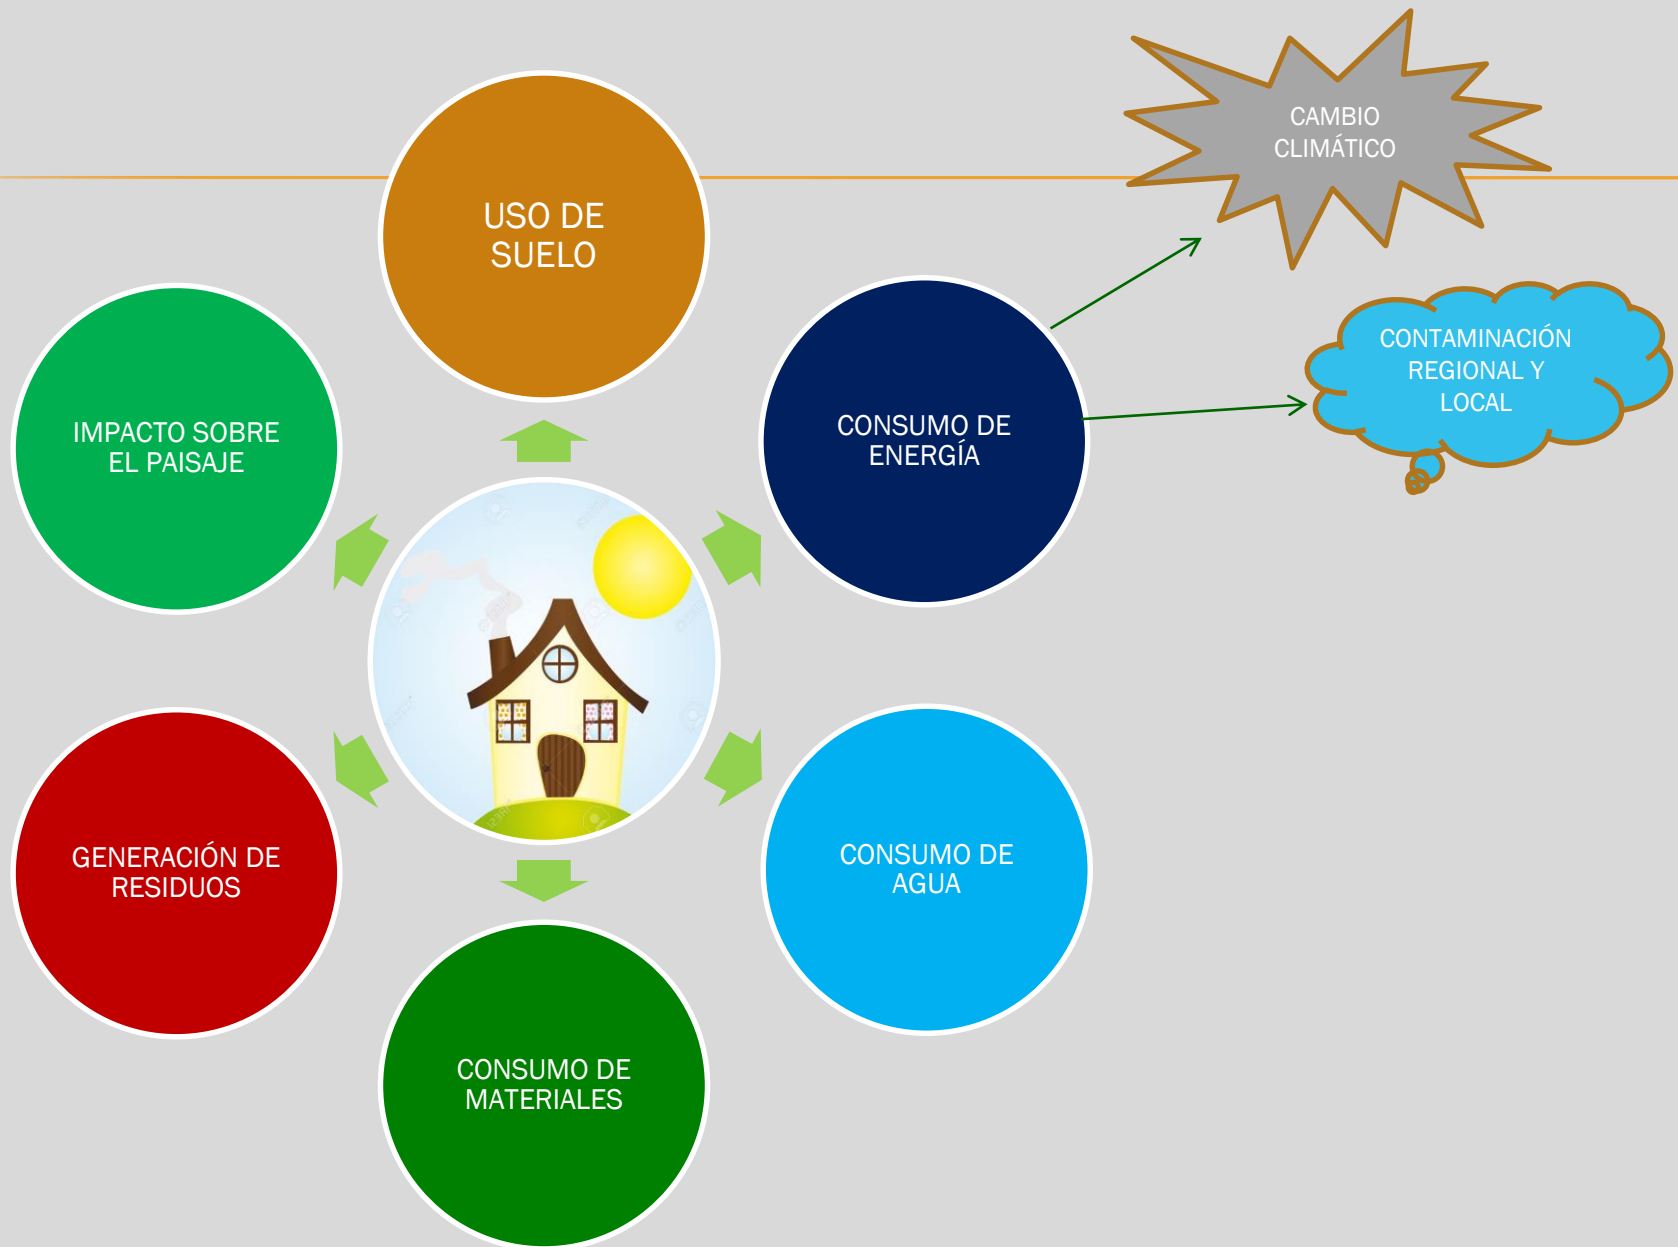 CAMBIO
CLIMÁTICO
USO DE
SUELO
CONTAMINACIÓN
REGIONAL Y
LOCAL
CONSUMO DE
ENERGÍA
IMPACTO SOBRE
EL PAISAJE
GENERACIÓN DE
RESIDUOS
CONSUMO DE
AGUA
CONSUMO DE
MATERIALES